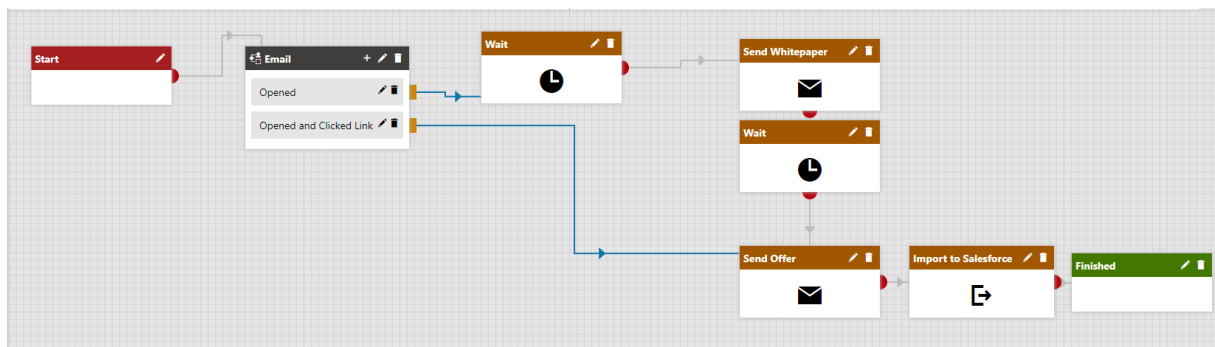 Start
Email
Opened
Opened and Clicked Link
Wait
Send Whitepaper
Wait
Send Offer
Import to Salesforce
Finished